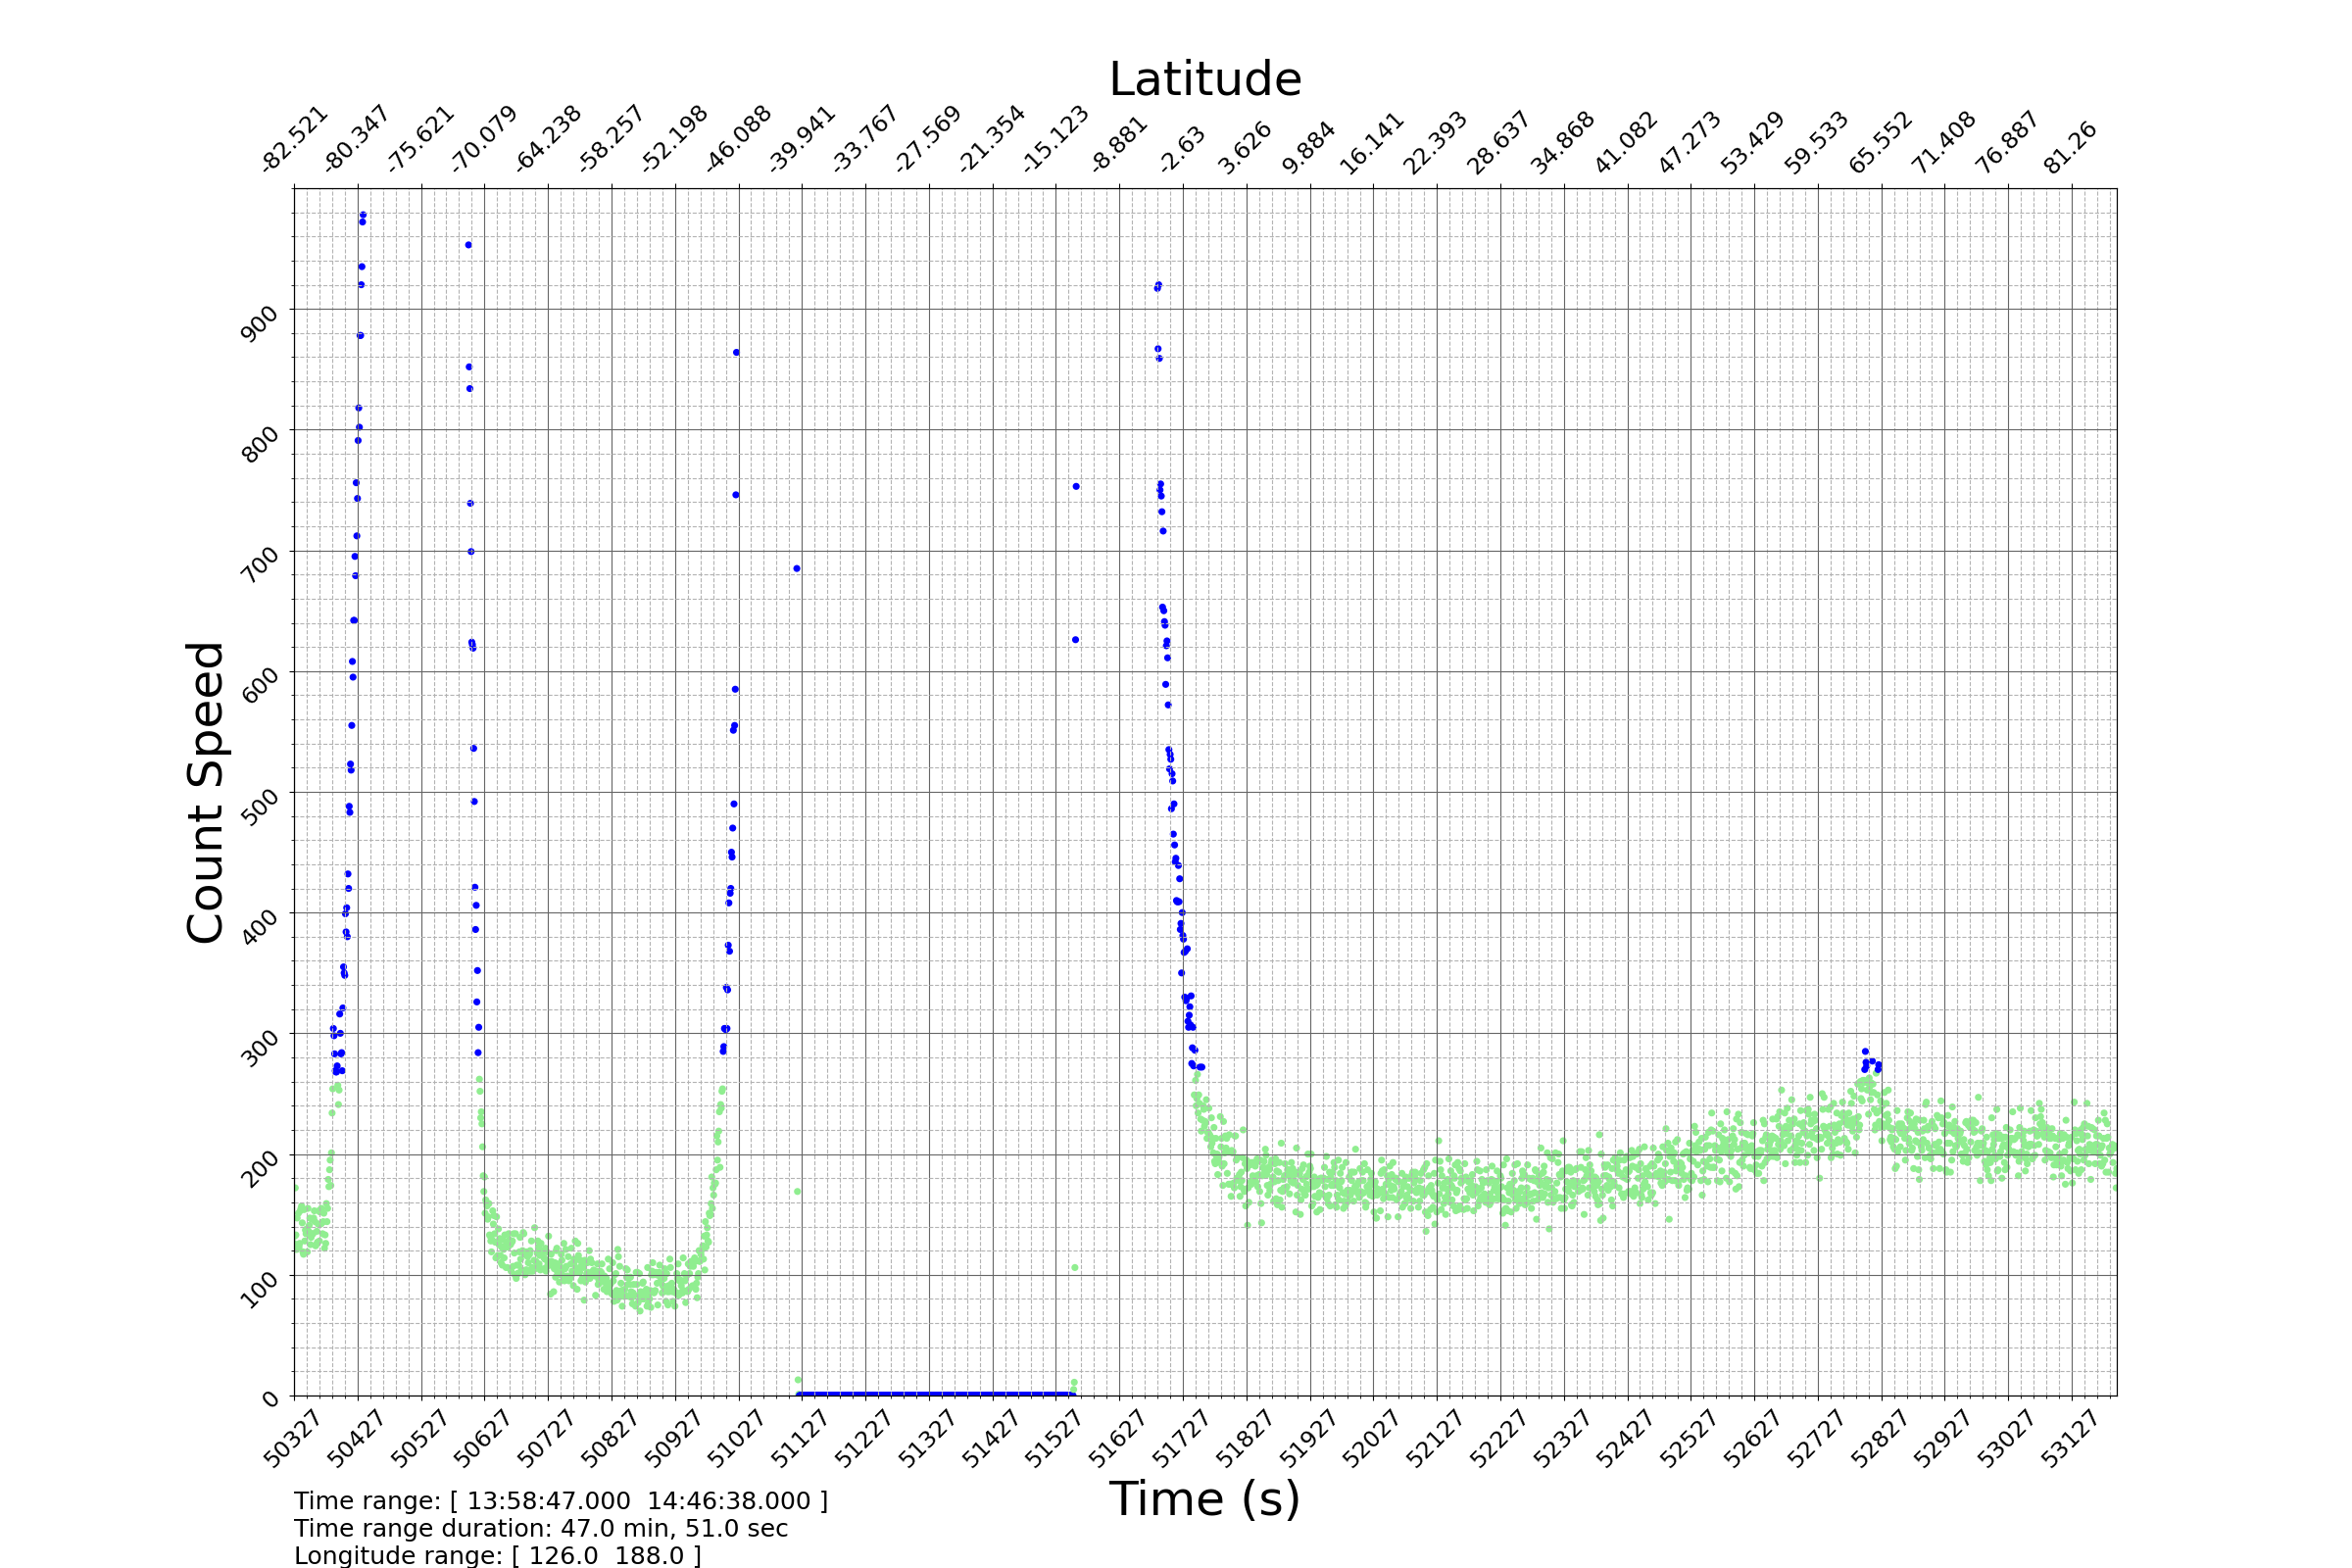 Latitude
-82.521 -80.347 -75.621 -70.079 -64.238 -58.257 -52.198 -46.088 -39.941 -33.767 -27.569 -21.354 -15.123 -8.881 -2.63 3.626 9.884 16.141 22.393 28.637 34.868 41.082 47.273 53.429 59.533 65.552 71.408 76.887 81.26
900
800
700
600
500
400
300
200
100
0
Count Speed
50327 50427 50527 50627 50727 50827 50927 51027 51127 51227 51327 51427 51527 51627 51727 51827 51927 52027 52127 52227 52327 52427 52527 52627 52727 52827 52927 53027 53127
Time (s)
Time range: [ 13:58:47.000  14:46:38.000 ]
Time range duration: 47.0 min, 51.0 sec
Longitude range: [ 126.0  188.0 ]